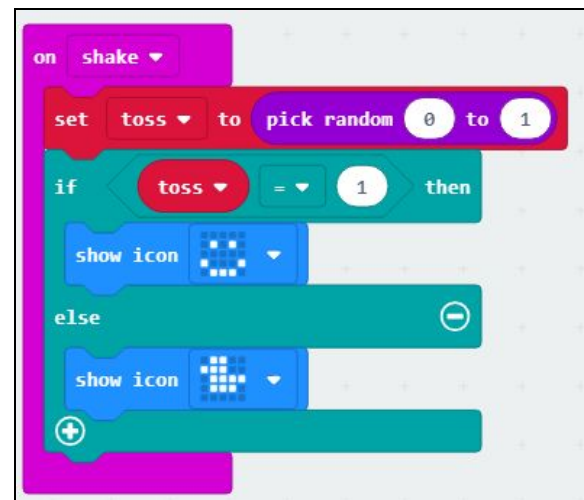 on shake
set toss to pick random 0 to 1
if toss = 1 then
show icon
else
show icon